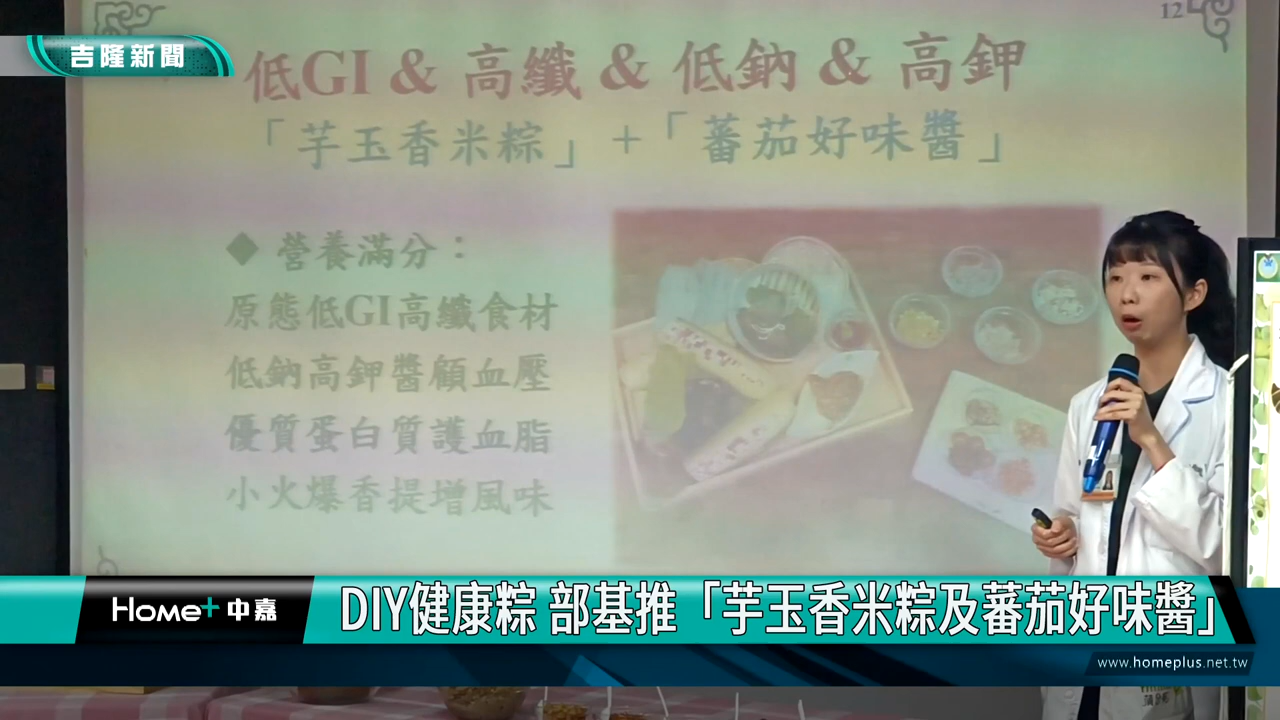 12
吉隆新聞
低GI & 高纖 & 低鈉 & 高鉀
「芋玉香米粽」+「蕃茄好味醬」
◆ 營養滿分：
原態低GI高纖食材
低鈉高鉀醬顧血壓
優質蛋白質護血脂
小火爆香提增風味
Home+中嘉
DIY健康粽 部基推「芋玉香米粽及蕃茄好味醬」
www.homeplus.net.tw